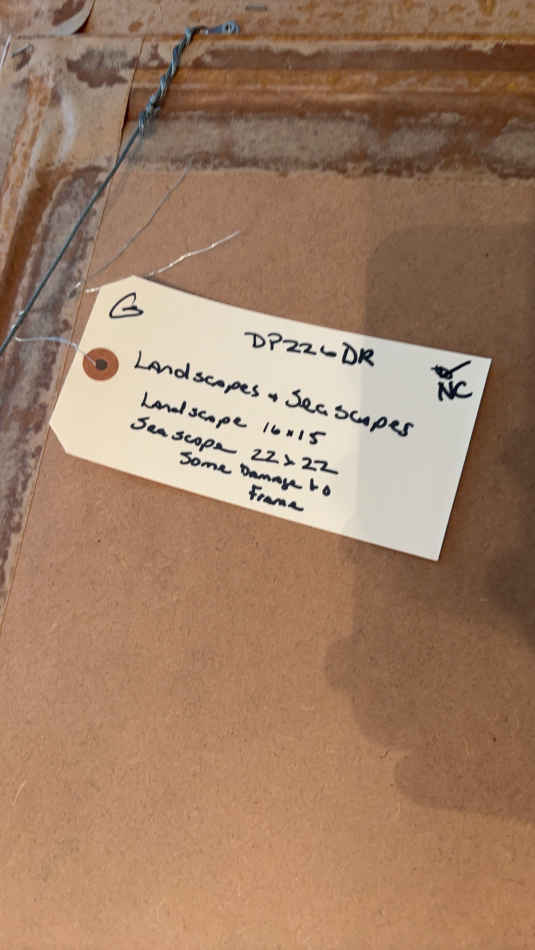 G
DP226DR
NC
Landscapes + Seascapes
Landscape 16x15
Seascape 22x22
Some Damage to
Frame